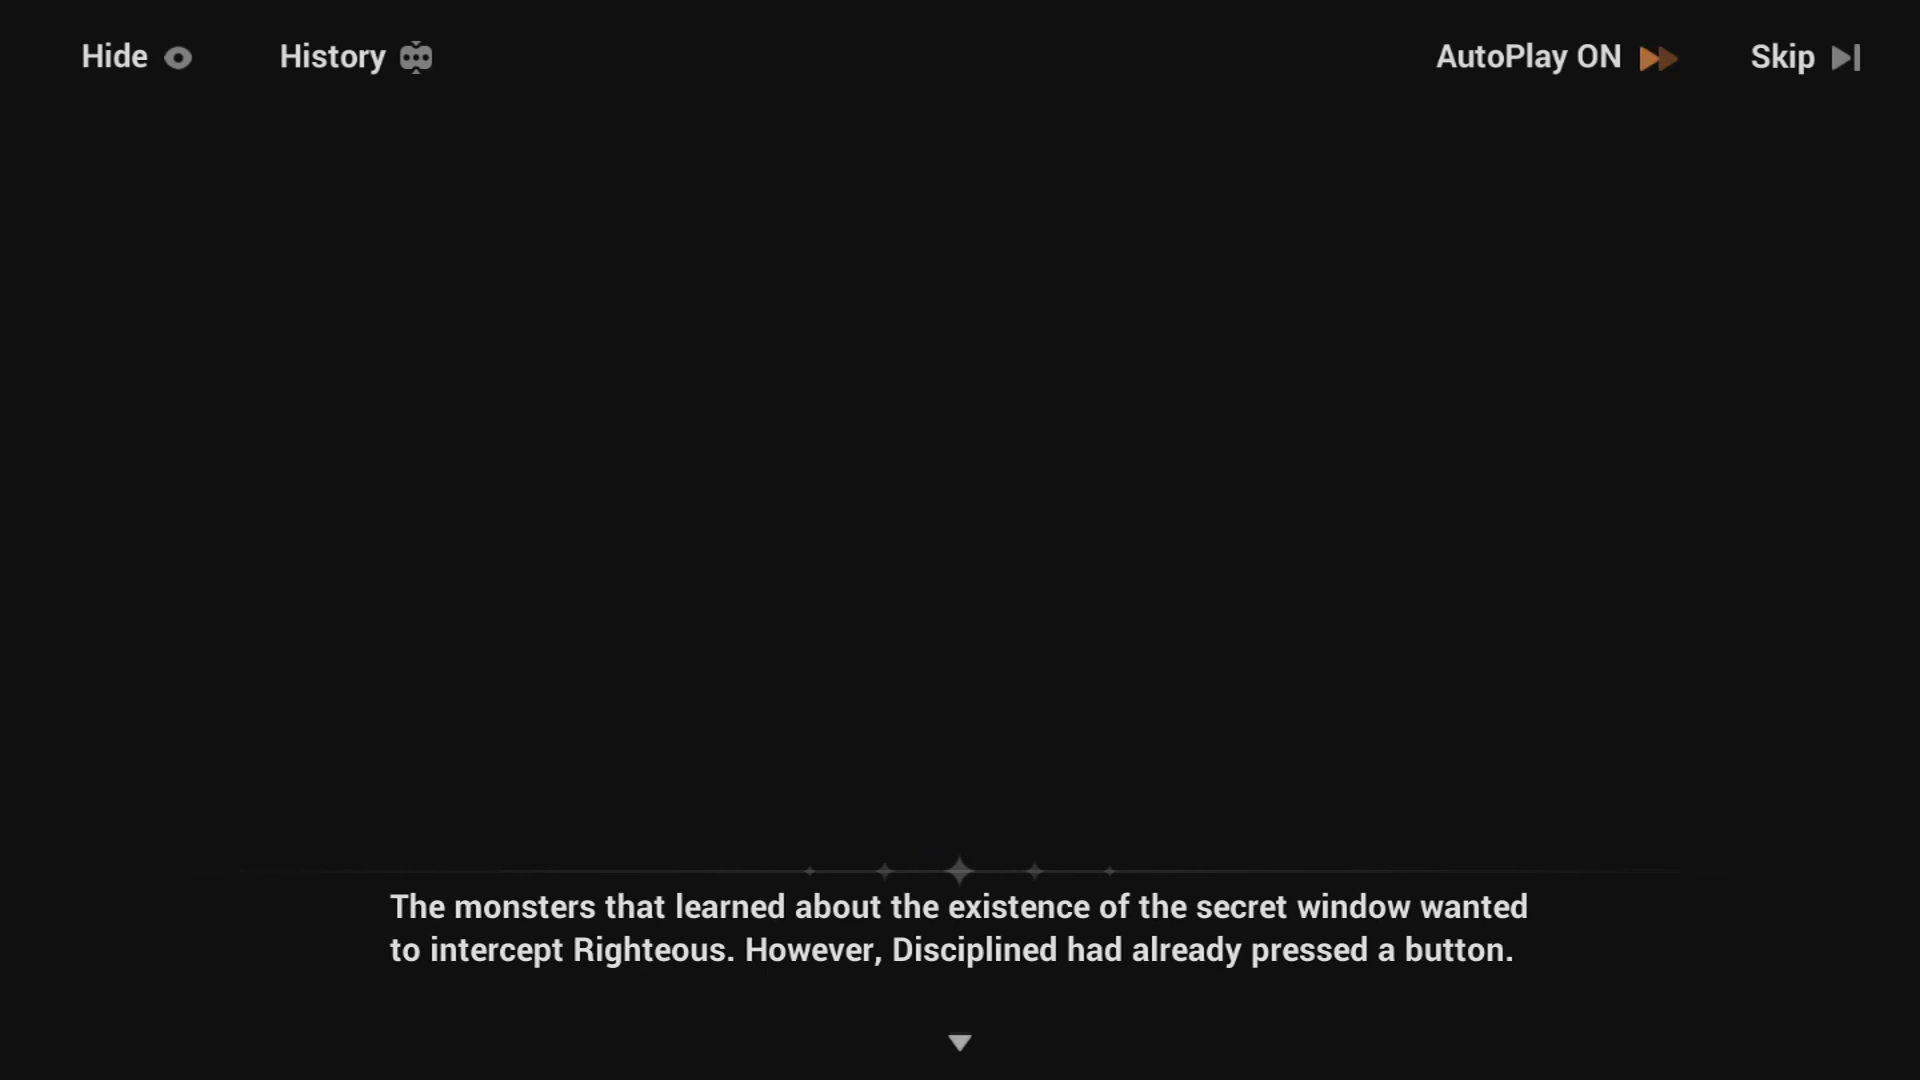 Hide
History
AutoPlay ON
Skip
The monsters that learned about the existence of the secret window wanted
to intercept Righteous. However, Disciplined had already pressed a button.